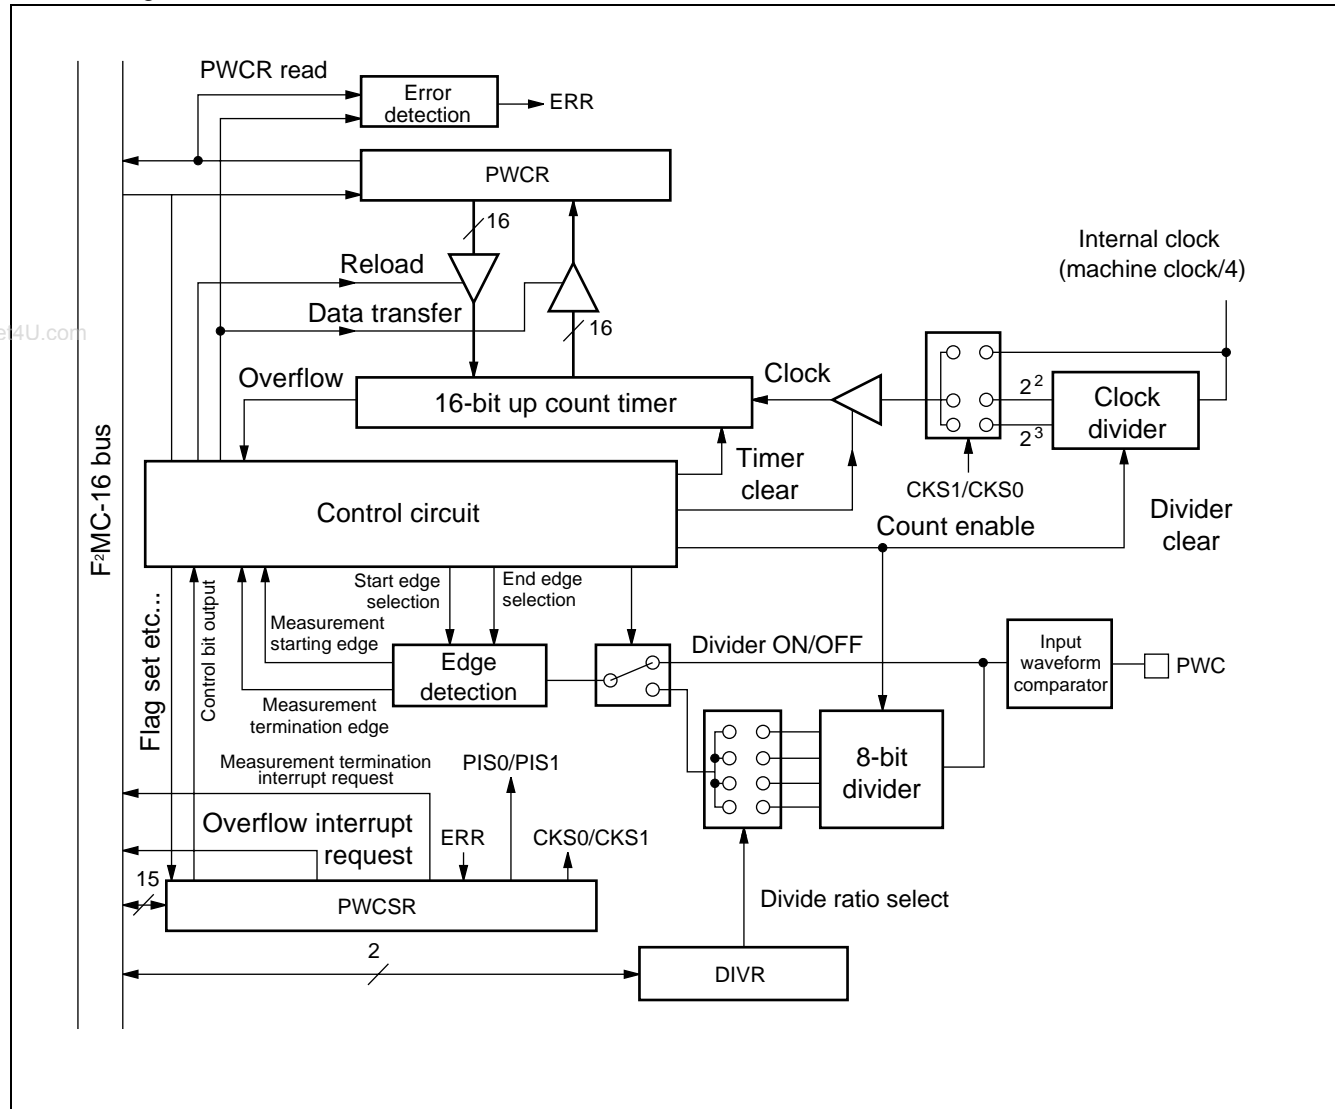 PWCR read
Error
detection
ERR
PWCR
16
Internal clock
(machine clock/4)
Reload
Data transfer
16
et4U.com
Overflow
Clock
16-bit up count timer
2²
Clock
divider
2³
Timer
clear
CKS1/CKS0
F²MC-16 bus
Control circuit
Count enable
Divider
clear
Start edge
selection
End edge
selection
Flag set etc...
Control bit output
Measurement
starting edge
Edge
detection
Divider ON/OFF
Input
waveform
comparator
PWC
Measurement
termination edge
8-bit
divider
Measurement termination
interrupt request
PIS0/PIS1
Overflow interrupt
request
ERR
CKS0/CKS1
15
PWCSR
Divide ratio select
2
DIVR